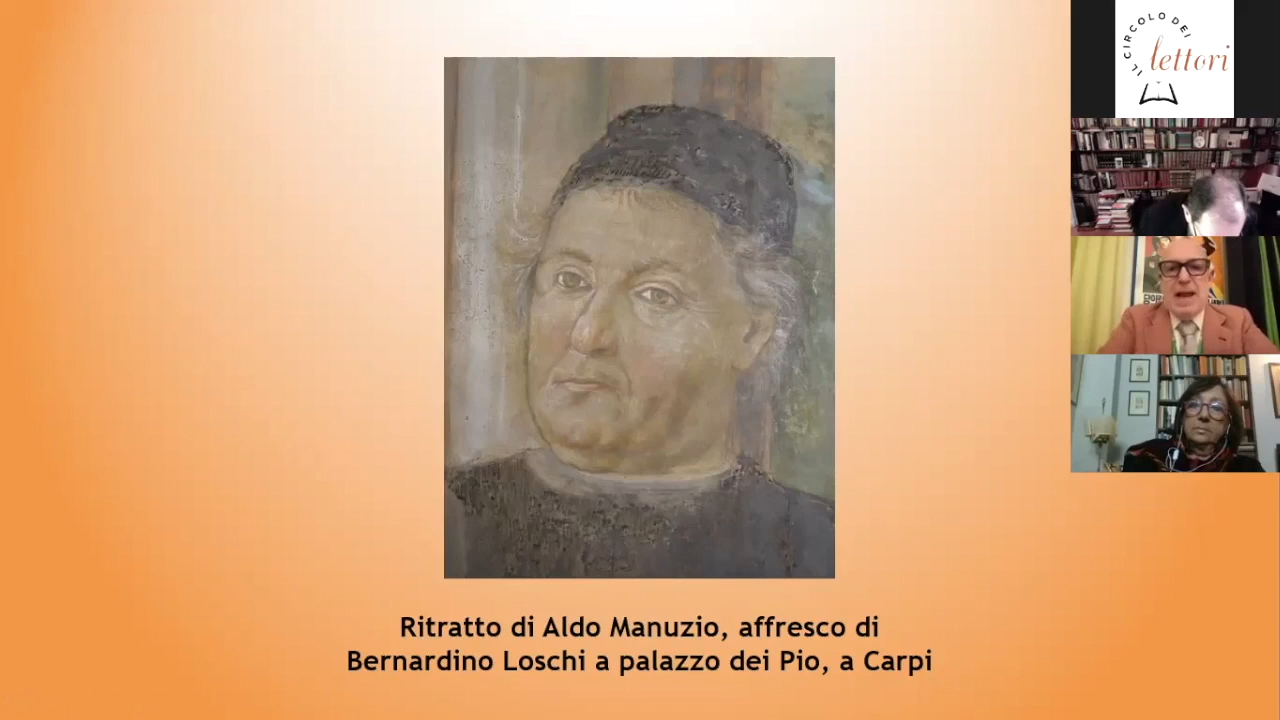 IL CIRCOLO DEI
lettori
Ritratto di Aldo Manuzio, affresco di
Bernardino Loschi a palazzo dei Pio, a Carpi